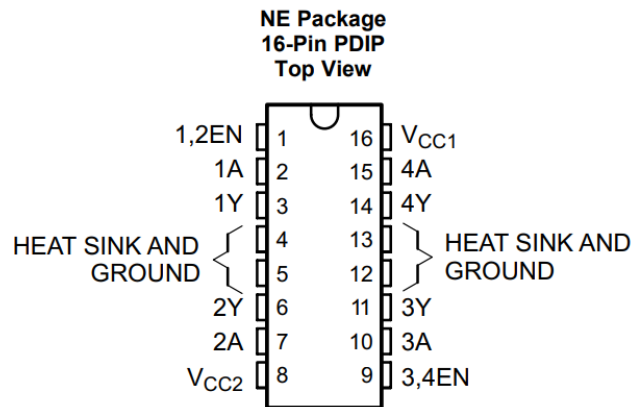 NE Package
16-Pin PDIP
Top View
1,2EN 1 16 VCC1
1A 2 15 4A
1Y 3 14 4Y
HEAT SINK AND
GROUND
4 13
5 12
HEAT SINK AND
GROUND
2Y 6 11 3Y
2A 7 10 3A
VCC2 8 9 3,4EN